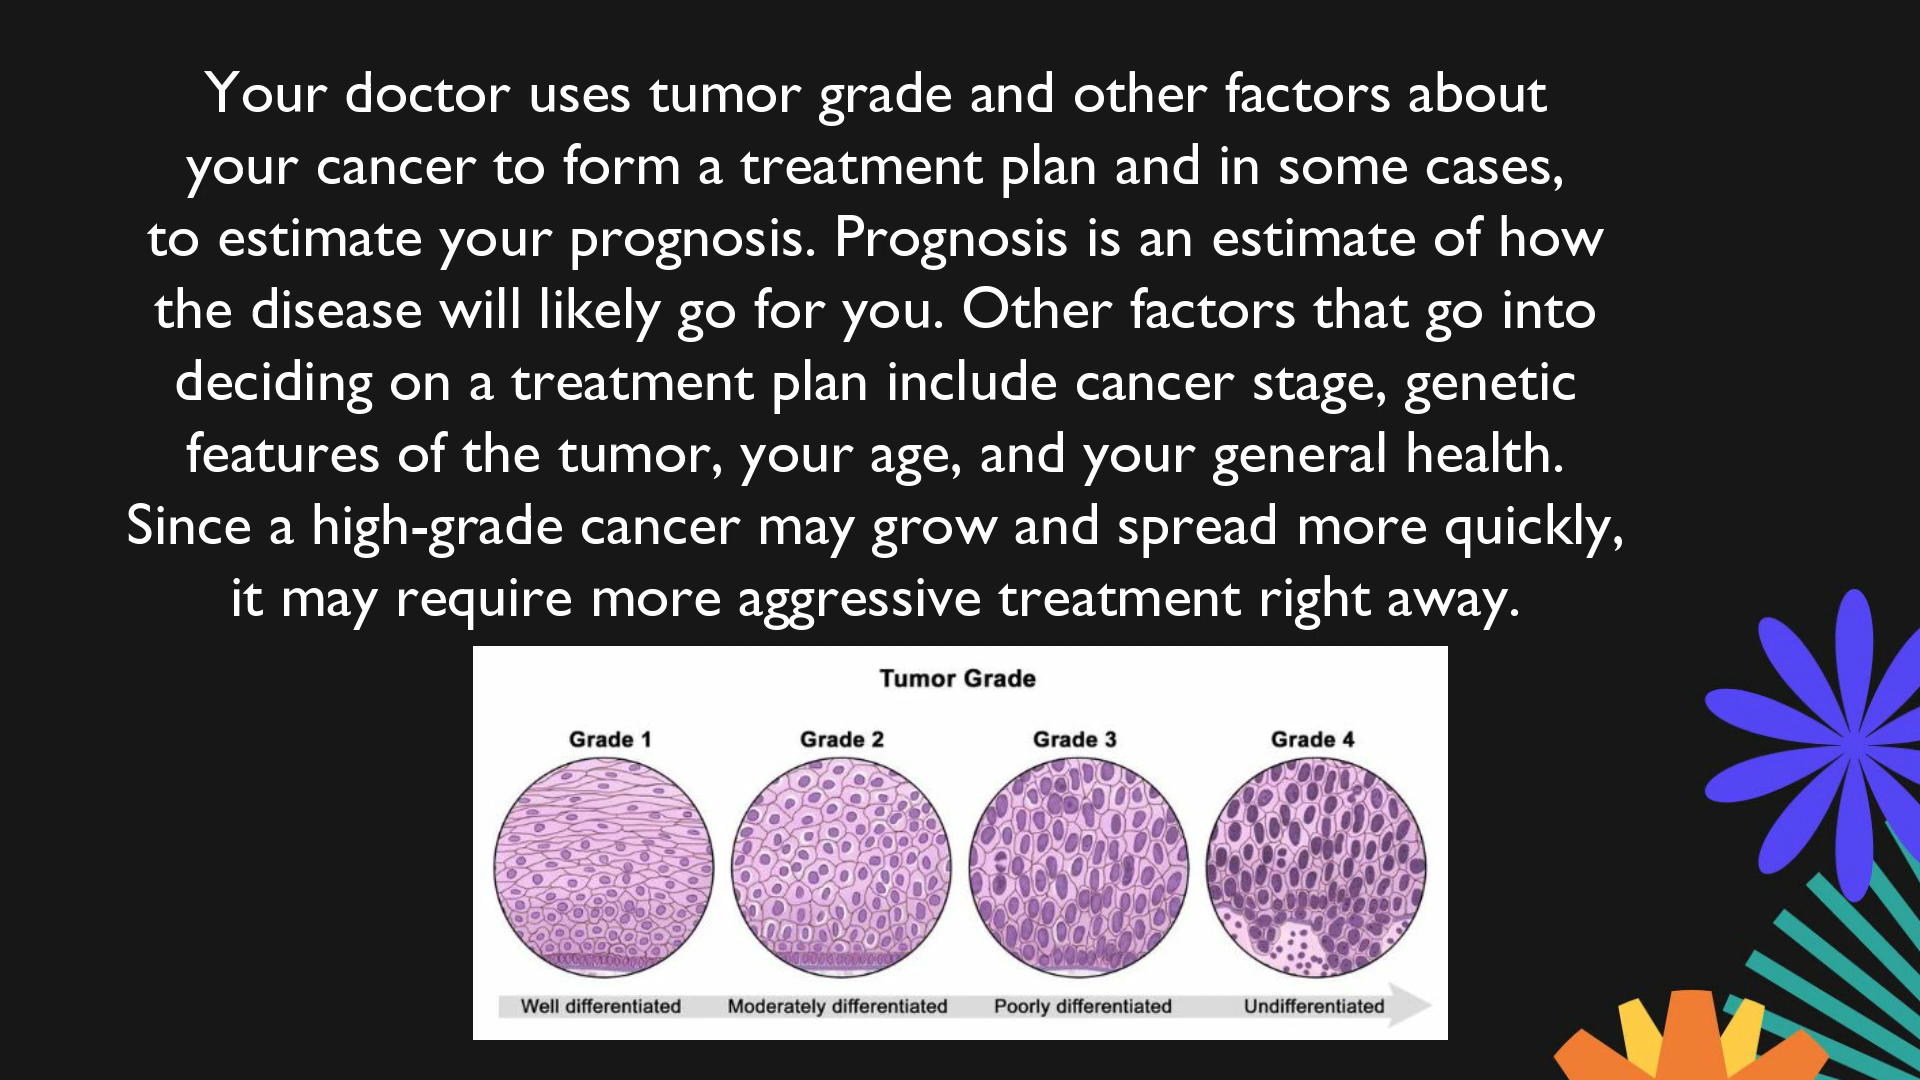 Your doctor uses tumor grade and other factors about
your cancer to form a treatment plan and in some cases,
to estimate your prognosis. Prognosis is an estimate of how
the disease will likely go for you. Other factors that go into
deciding on a treatment plan include cancer stage, genetic
features of the tumor, your age, and your general health.
Since a high-grade cancer may grow and spread more quickly,
it may require more aggressive treatment right away.
Tumor Grade
Grade 1 Grade 2 Grade 3 Grade 4
Well differentiated Moderately differentiated Poorly differentiated Undifferentiated